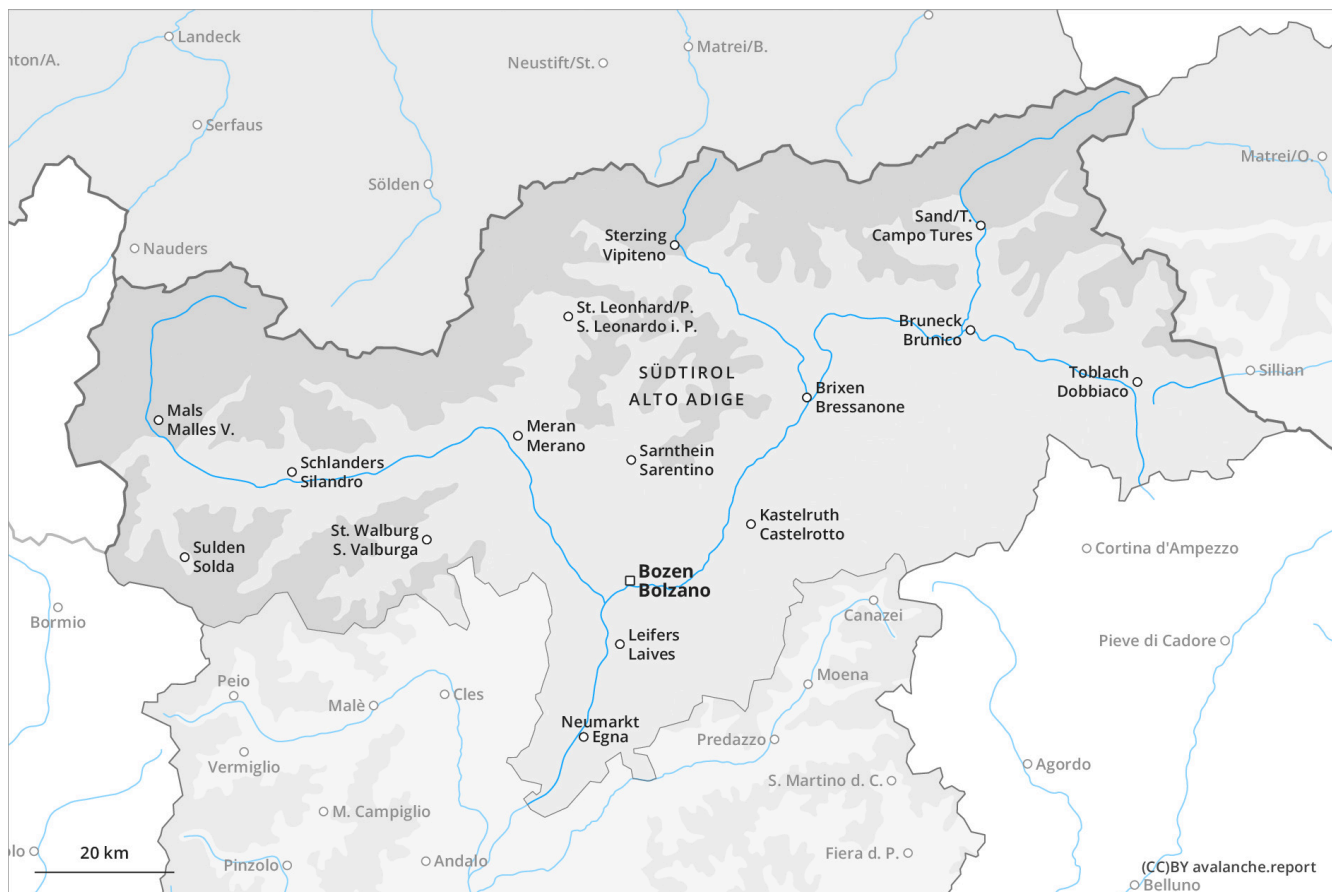 Landeck
Matrei/B.
nton/A.
Neustift/St.
Serfaus
Matrei/O.
Sölden
Sand/T.
Campo Tures
Sterzing
Vipiteno
Nauders
St. Leonhard/P.
S. Leonardo i. P.
Bruneck
Brunico
SÜDTIROL
ALTO ADIGE
Toblach
Dobbiaco
Sillian
Brixen
Bressanone
Mals
Malles V.
Meran
Merano
Sarnthein
Sarentino
Schlanders
Silandro
Kastelruth
Castelrotto
St. Walburg
S. Valburga
Sulden
Solda
Cortina d'Ampezzo
Bozen
Bolzano
Bormio
Canazei
Leifers
Laives
Pieve di Cadore
Peio
Malè
Cles
Moena
Neumarkt
Egna
Predazzo
Vermiglio
Agordo
S. Martino d. C.
M. Campiglio
olo
20 km
Pinzolo
Andalo
Fiera d. P.
(CC)BY avalanche.report
Belluno